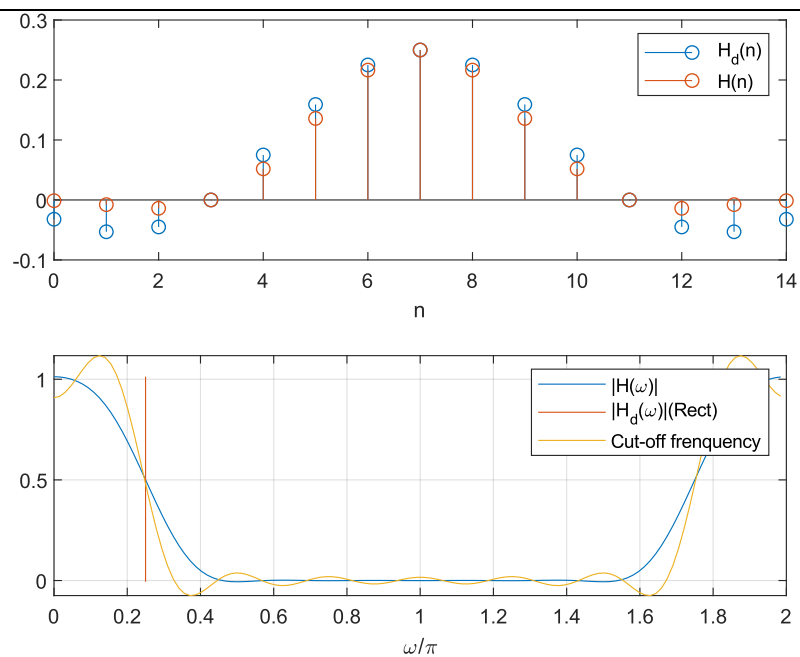 0.3
0.2
0.1
0
-0.1
H_d(n)
H(n)
0 2 4 6 8 10 12 14
n
1
0.5
0
|H(ω)|
|H_d(ω)|(Rect)
Cut-off frenquency
0 0.2 0.4 0.6 0.8 1 1.2 1.4 1.6 1.8 2
ω/π